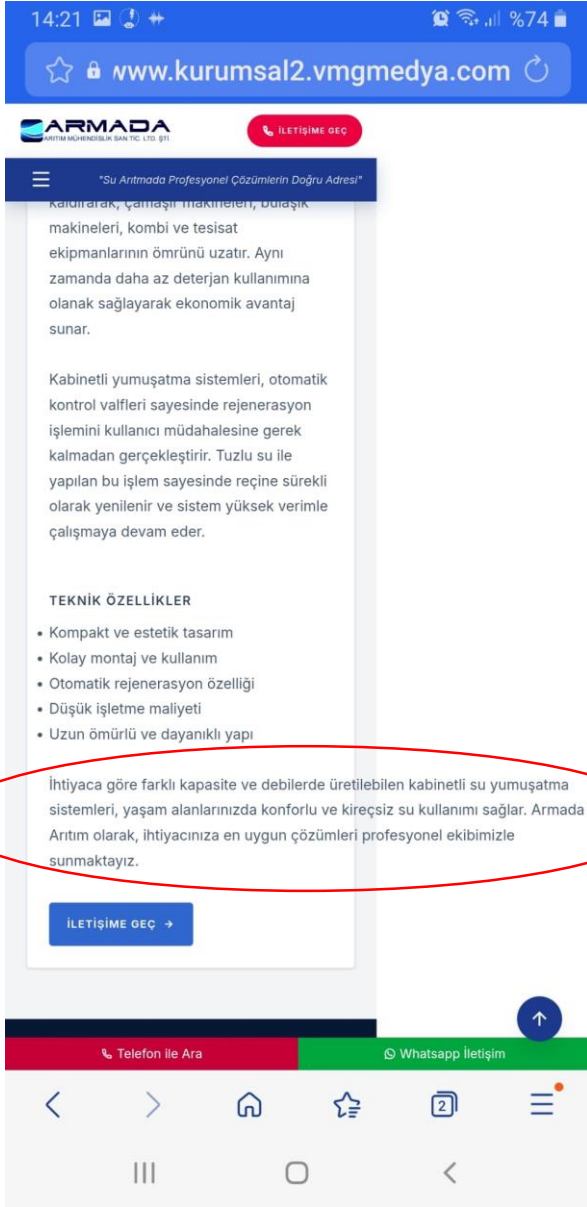 14:21
%74
www.kurumsal2.vmgmedya.com
ARMADA
ARITIM MÜHENDİSLİK SAN TİC. LTD. ŞTİ.
İLETİŞİME GEÇ
"Su Arıtmada Profesyonel Çözümlerin Doğru Adresi"
kaldırarak, çamaşır makineleri, bulaşık
makineleri, kombi ve tesisat
ekipmanlarının ömrünü uzatır. Aynı
zamanda daha az deterjan kullanımına
olanak sağlayarak ekonomik avantaj
sunar.
Kabinetli yumuşatma sistemleri, otomatik
kontrol valfleri sayesinde rejenerasyon
işlemini kullanıcı müdahalesine gerek
kalmadan gerçekleştirir. Tuzlu su ile
yapılan bu işlem sayesinde reçine sürekli
olarak yenilenir ve sistem yüksek verimle
çalışmaya devam eder.
TEKNİK ÖZELLİKLER
• Kompakt ve estetik tasarım
• Kolay montaj ve kullanım
• Otomatik rejenerasyon özelliği
• Düşük işletme maliyeti
• Uzun ömürlü ve dayanıklı yapı
İhtiyaca göre farklı kapasite ve debilerde üretilebilen kabinetli su yumuşatma
sistemleri, yaşam alanlarınızda konforlu ve kireçsiz su kullanımı sağlar. Armada
Arıtım olarak, ihtiyacınıza en uygun çözümleri profesyonel ekibimizle
sunmaktayız.
İLETİŞİME GEÇ →
Telefon ile Ara
Whatsapp İletişim
2